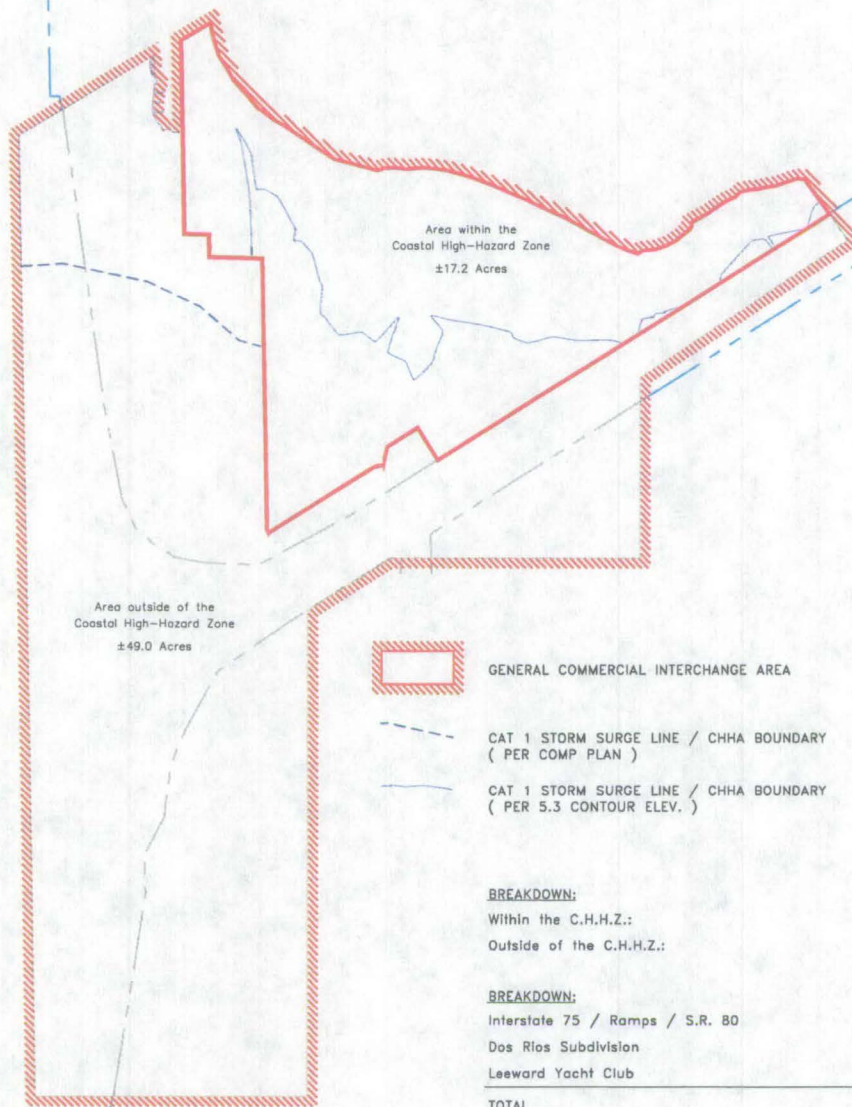 Area within the
Coastal High-Hazard Zone
±17.2 Acres
Area outside of the
Coastal High-Hazard Zone
±49.0 Acres
GENERAL COMMERCIAL INTERCHANGE AREA
CAT 1 STORM SURGE LINE / CHHA BOUNDARY
( PER COMP PLAN )
CAT 1 STORM SURGE LINE / CHHA BOUNDARY
( PER 5.3 CONTOUR ELEV. )
BREAKDOWN:
Within the C.H.H.Z.:
Outside of the C.H.H.Z.:
BREAKDOWN:
Interstate 75 / Ramps / S.R. 80
Dos Rios Subdivision
Leeward Yacht Club
TOTAL